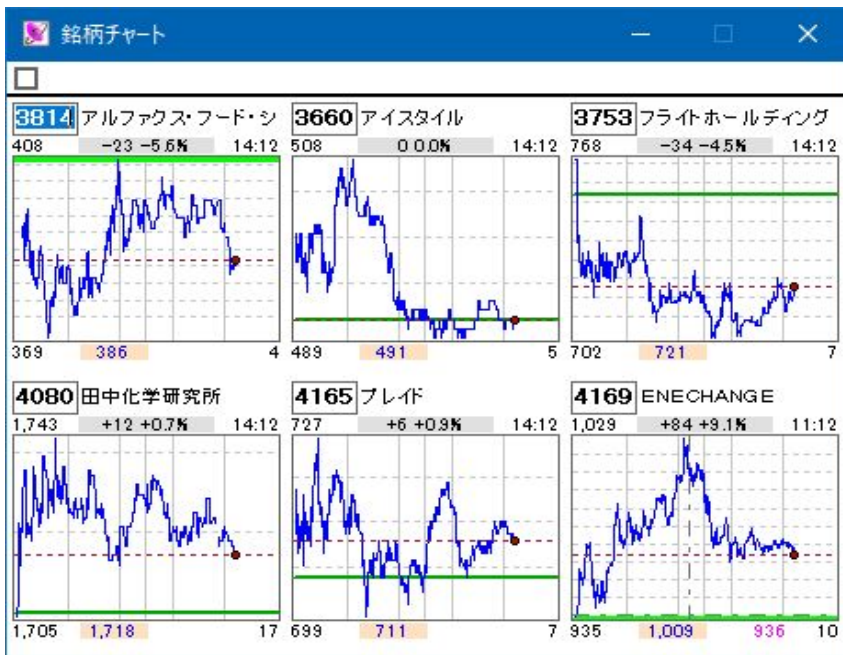 銘柄チャート
3814 アルファクス・フード・シ 3660 アイスタイル 3753 フライトホールディング
408 -23 -5.6% 14:12 508 0 0.0% 14:12 768 -34 -4.5% 14:12
369 386 4 489 491 5 702 721 7
4080 田中化学研究所 4165 プレイド 4169 ENECHANGE
1,743 +12 +0.7% 14:12 727 +6 +0.9% 14:12 1,029 +84 +9.1% 11:12
1,705 1,718 17 699 711 7 935 1,009 936 10